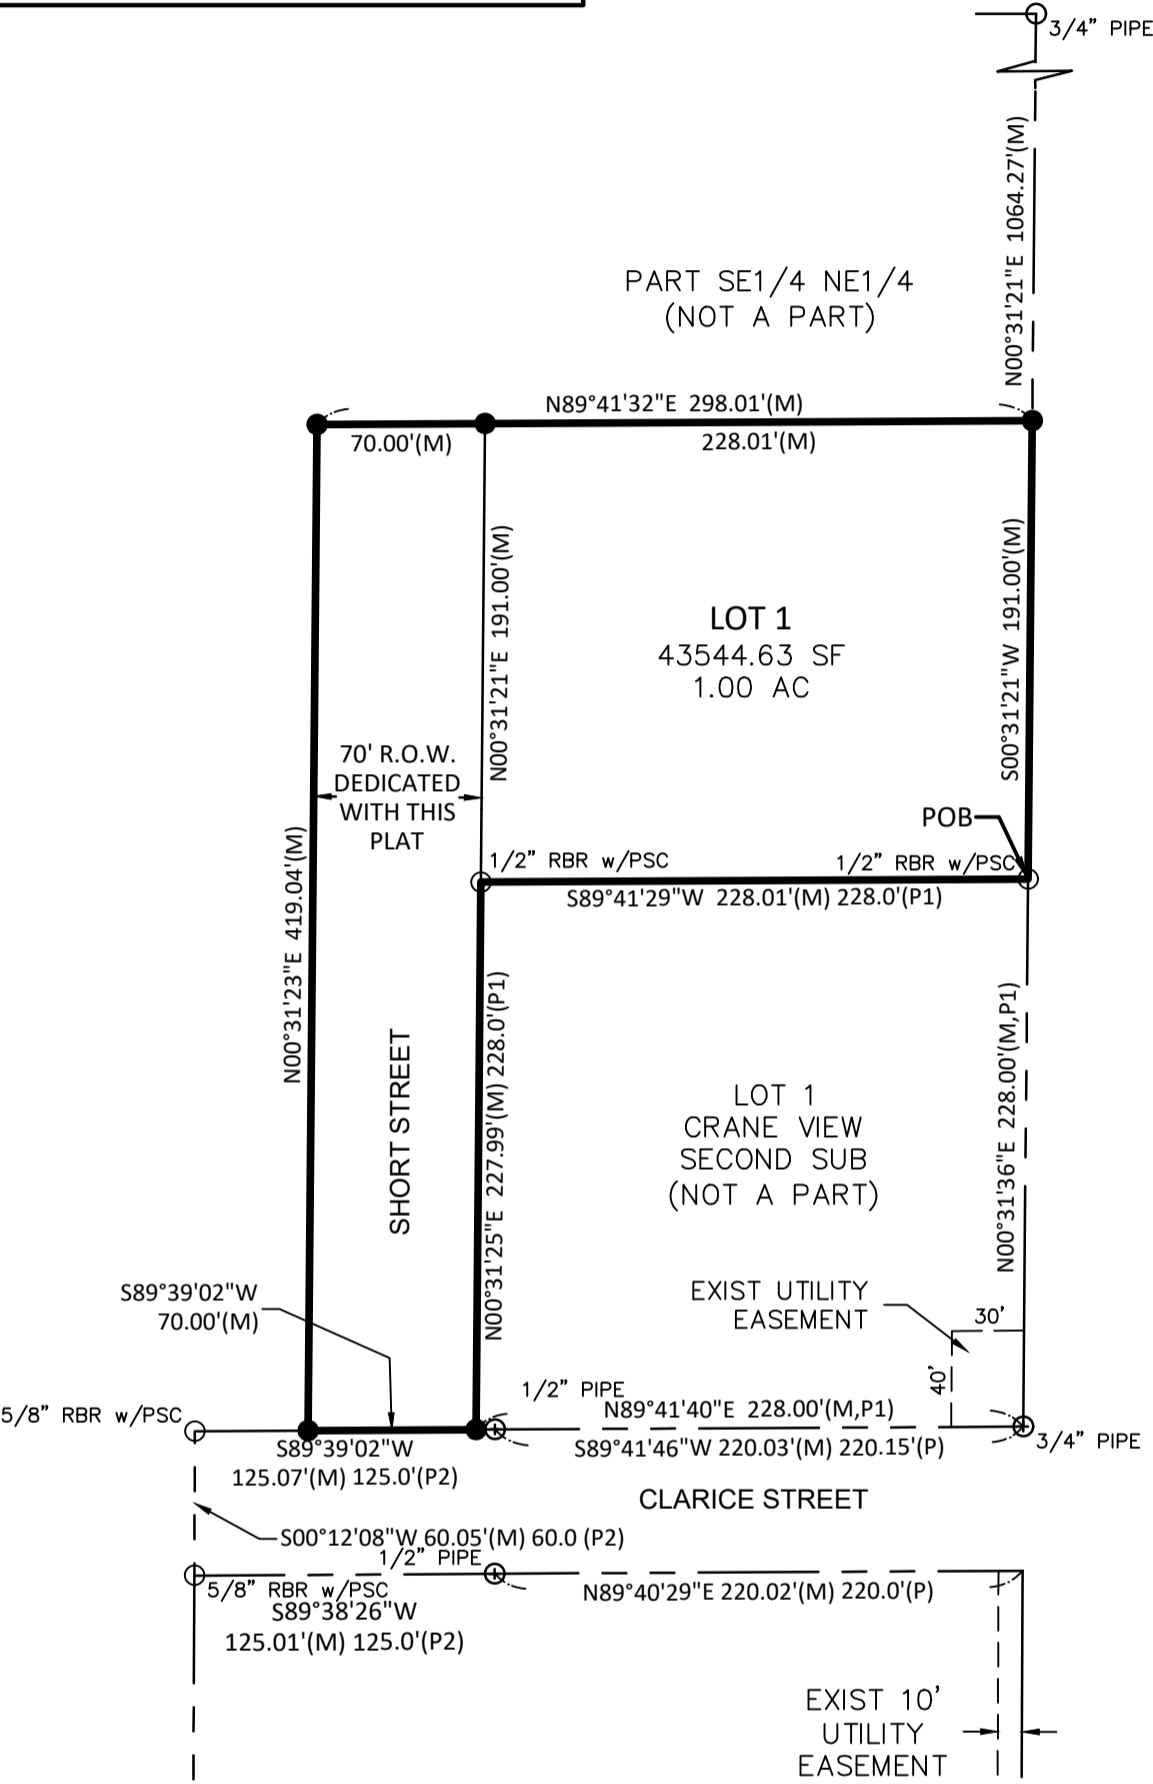 3/4” PIPE
N00°31'21"E 1064.27'(M)
PART SE1/4 NE1/4
(NOT A PART)
N89°41'32"E 298.01'(M)
70.00'(M)
228.01'(M)
N00°31'21"E 191.00'(M)
S00°31'21"W 191.00'(M)
LOT 1
43544.63 SF
1.00 AC
70' R.O.W.
DEDICATED
WITH THIS
PLAT
POB
1/2” RBR w/PSC
1/2” RBR w/PSC
S89°41'29"W 228.01'(M) 228.0'(P1)
N00°31'23"E 419.04'(M)
SHORT STREET
N00°31'25"E 227.99'(M) 228.0'(P1)
N00°31'36"E 228.00'(M,P1)
LOT 1
CRANE VIEW
SECOND SUB
(NOT A PART)
S89°39'02"W
70.00'(M)
EXIST UTILITY
EASEMENT
30'
40'
1/2” PIPE
5/8” RBR w/PSC
N89°41'40"E 228.00'(M,P1)
S89°41'46"W 220.03'(M) 220.15'(P)
3/4” PIPE
S89°39'02"W
125.07'(M) 125.0'(P2)
CLARICE STREET
S00°12'08"W 60.05'(M) 60.0 (P2)
1/2” PIPE
5/8” RBR w/PSC
S89°38'26"W
125.01'(M) 125.0'(P2)
N89°40'29"E 220.02'(M) 220.0'(P)
EXIST 10'
UTILITY
EASEMENT